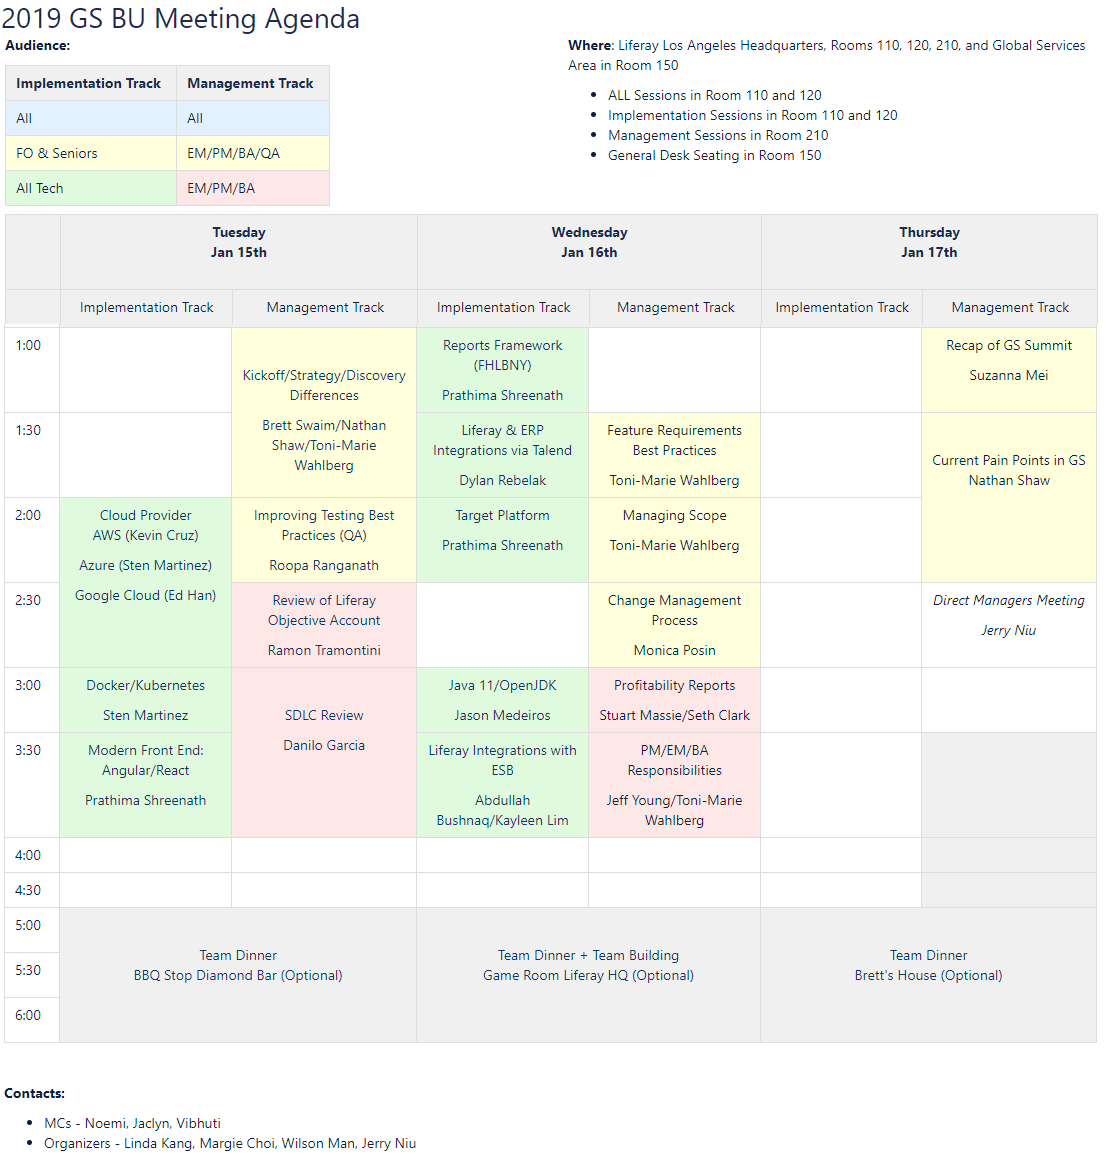 2019 GS BU Meeting Agenda
Audience:
Implementation Track Management Track
All All
FO & Seniors EM/PM/BA/QA
All Tech EM/PM/BA
Where: Liferay Los Angeles Headquarters, Rooms 110, 120, 210, and Global Services
Area in Room 150
• ALL Sessions in Room 110 and 120
• Implementation Sessions in Room 110 and 120
• Management Sessions in Room 210
• General Desk Seating in Room 150
Tuesday
Jan 15th
Wednesday
Jan 16th
Thursday
Jan 17th
Implementation Track Management Track Implementation Track Management Track Implementation Track Management Track
1:00
Kickoff/Strategy/Discovery
Differences
Brett Swaim/Nathan
Shaw/Toni-Marie
Wahlberg
Reports Framework
(FHLBNY)
Prathima Shreenath
Recap of GS Summit
Suzanna Mei
1:30
Liferay & ERP
Integrations via Talend
Dylan Rebelak
Feature Requirements
Best Practices
Toni-Marie Wahlberg
Current Pain Points in GS
Nathan Shaw
2:00
Cloud Provider
AWS (Kevin Cruz)
Azure (Sten Martinez)
Google Cloud (Ed Han)
Improving Testing Best
Practices (QA)
Roopa Ranganath
Target Platform
Prathima Shreenath
Managing Scope
Toni-Marie Wahlberg
2:30
Review of Liferay
Objective Account
Ramon Tramontini
Change Management
Process
Monica Posin
Direct Managers Meeting
Jerry Niu
3:00
Docker/Kubernetes
Sten Martinez
SDLC Review
Danilo Garcia
Java 11/OpenJDK
Jason Medeiros
Profitability Reports
Stuart Massie/Seth Clark
3:30
Modern Front End:
Angular/React
Prathima Shreenath
Liferay Integrations with
ESB
Abdullah
Bushnaq/Kayleen Lim
PM/EM/BA
Responsibilities
Jeff Young/Toni-Marie
Wahlberg
4:00
4:30
5:00
5:30
6:00
Team Dinner
BBQ Stop Diamond Bar (Optional)
Team Dinner + Team Building
Game Room Liferay HQ (Optional)
Team Dinner
Brett's House (Optional)
Contacts:
• MCs - Noemi, Jaclyn, Vibhuti
• Organizers - Linda Kang, Margie Choi, Wilson Man, Jerry Niu